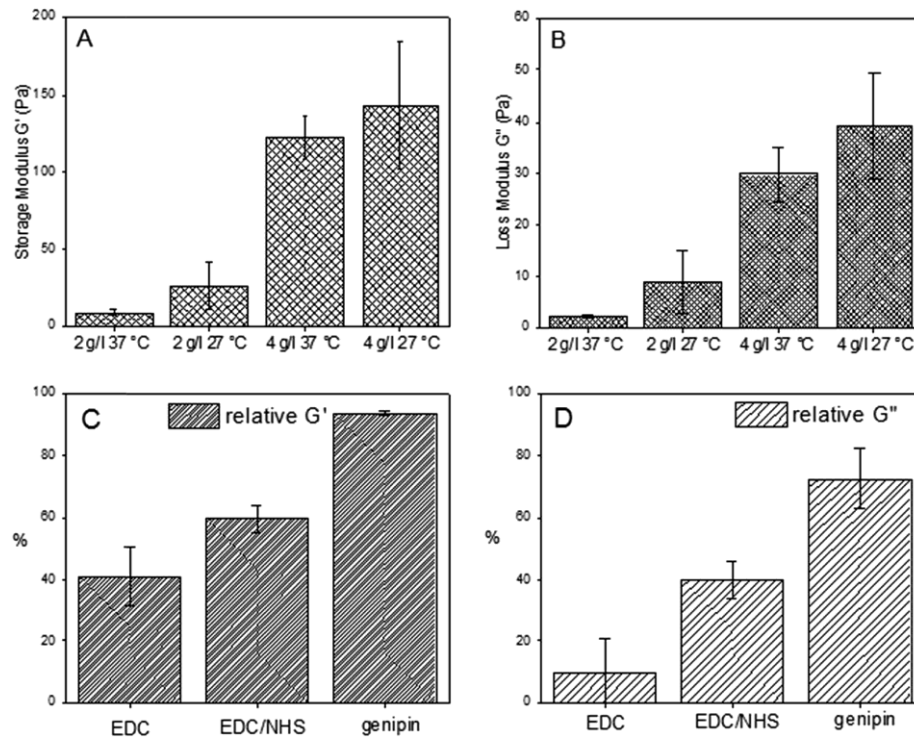 A
Storage Modulus G' (Pa)
200
150
100
50
0
2 g/l 37 °C 2 g/l 27 °C 4 g/l 37 °C 4 g/l 27 °C
B
Loss Modulus G" (Pa)
60
50
40
30
20
10
0
2 g/l 37 °C 2 g/l 27 °C 4 g/l 37 °C 4 g/l 27 °C
C
relative G'
%
100
80
60
40
20
0
EDC EDC/NHS genipin
D
relative G"
%
100
80
60
40
20
0
EDC EDC/NHS genipin